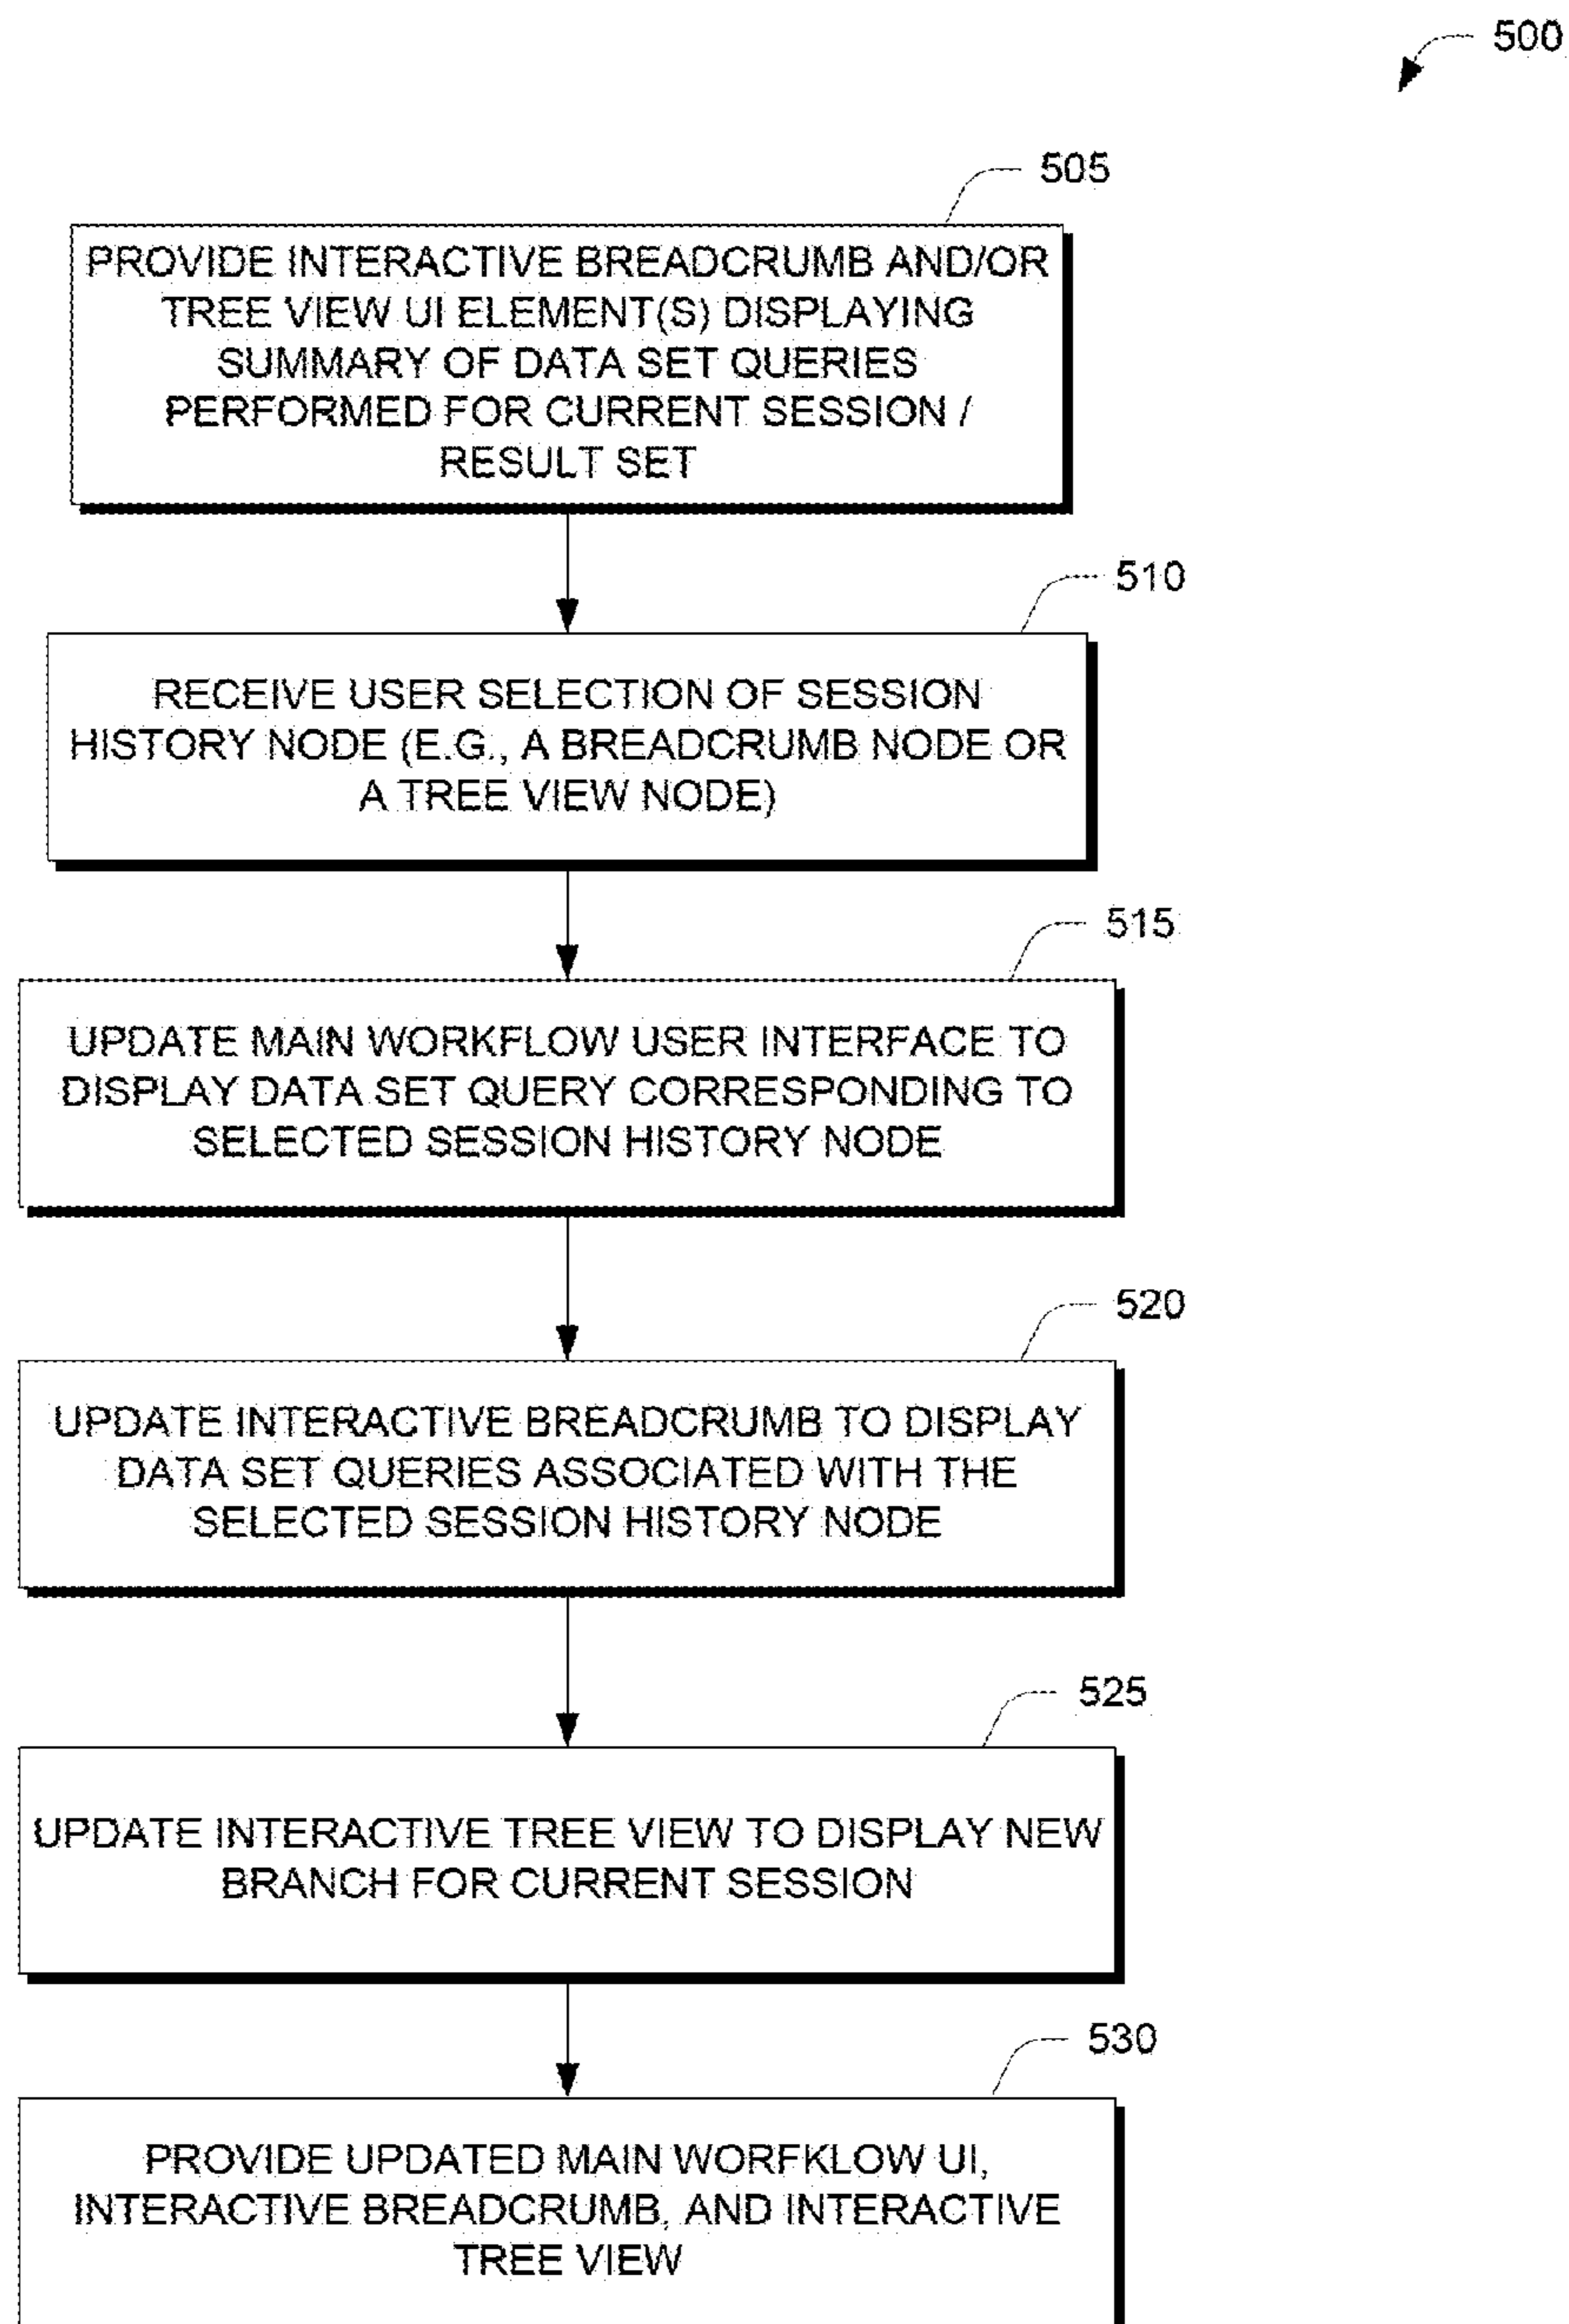 500
505
PROVIDE INTERACTIVE BREADCRUMB AND/OR
TREE VIEW UI ELEMENT(S) DISPLAYING
SUMMARY OF DATA SET QUERIES
PERFORMED FOR CURRENT SESSION /
RESULT SET
510
RECEIVE USER SELECTION OF SESSION
HISTORY NODE (E.G., A BREADCRUMB NODE OR
A TREE VIEW NODE)
515
UPDATE MAIN WORKFLOW USER INTERFACE TO
DISPLAY DATA SET QUERY CORRESPONDING TO
SELECTED SESSION HISTORY NODE
520
UPDATE INTERACTIVE BREADCRUMB TO DISPLAY
DATA SET QUERIES ASSOCIATED WITH THE
SELECTED SESSION HISTORY NODE
525
UPDATE INTERACTIVE TREE VIEW TO DISPLAY NEW
BRANCH FOR CURRENT SESSION
530
PROVIDE UPDATED MAIN WORFKLOW UI,
INTERACTIVE BREADCRUMB, AND INTERACTIVE
TREE VIEW